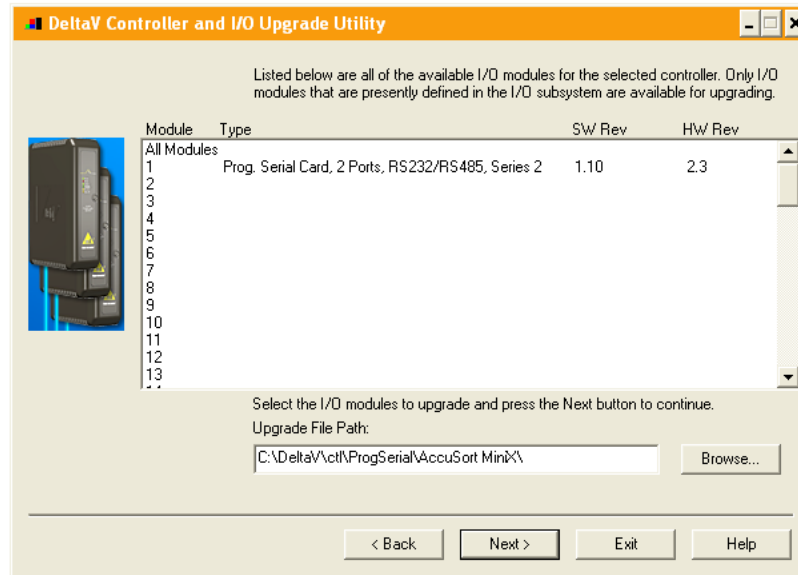 DeltaV Controller and I/O Upgrade Utility
Listed below are all of the available I/O modules for the selected controller. Only I/O
modules that are presently defined in the I/O subsystem are available for upgrading.
Module Type SW Rev HW Rev
All Modules
1 Prog. Serial Card, 2 Ports, RS232/RS485, Series 2 1.10 2.3
2
3
4
5
6
7
8
9
10
11
12
13
Select the I/O modules to upgrade and press the Next button to continue.
Upgrade File Path:
C:\DeltaV\ctl\ProgSerial\AccuSort MiniX\
Browse...
< Back Next > Exit Help